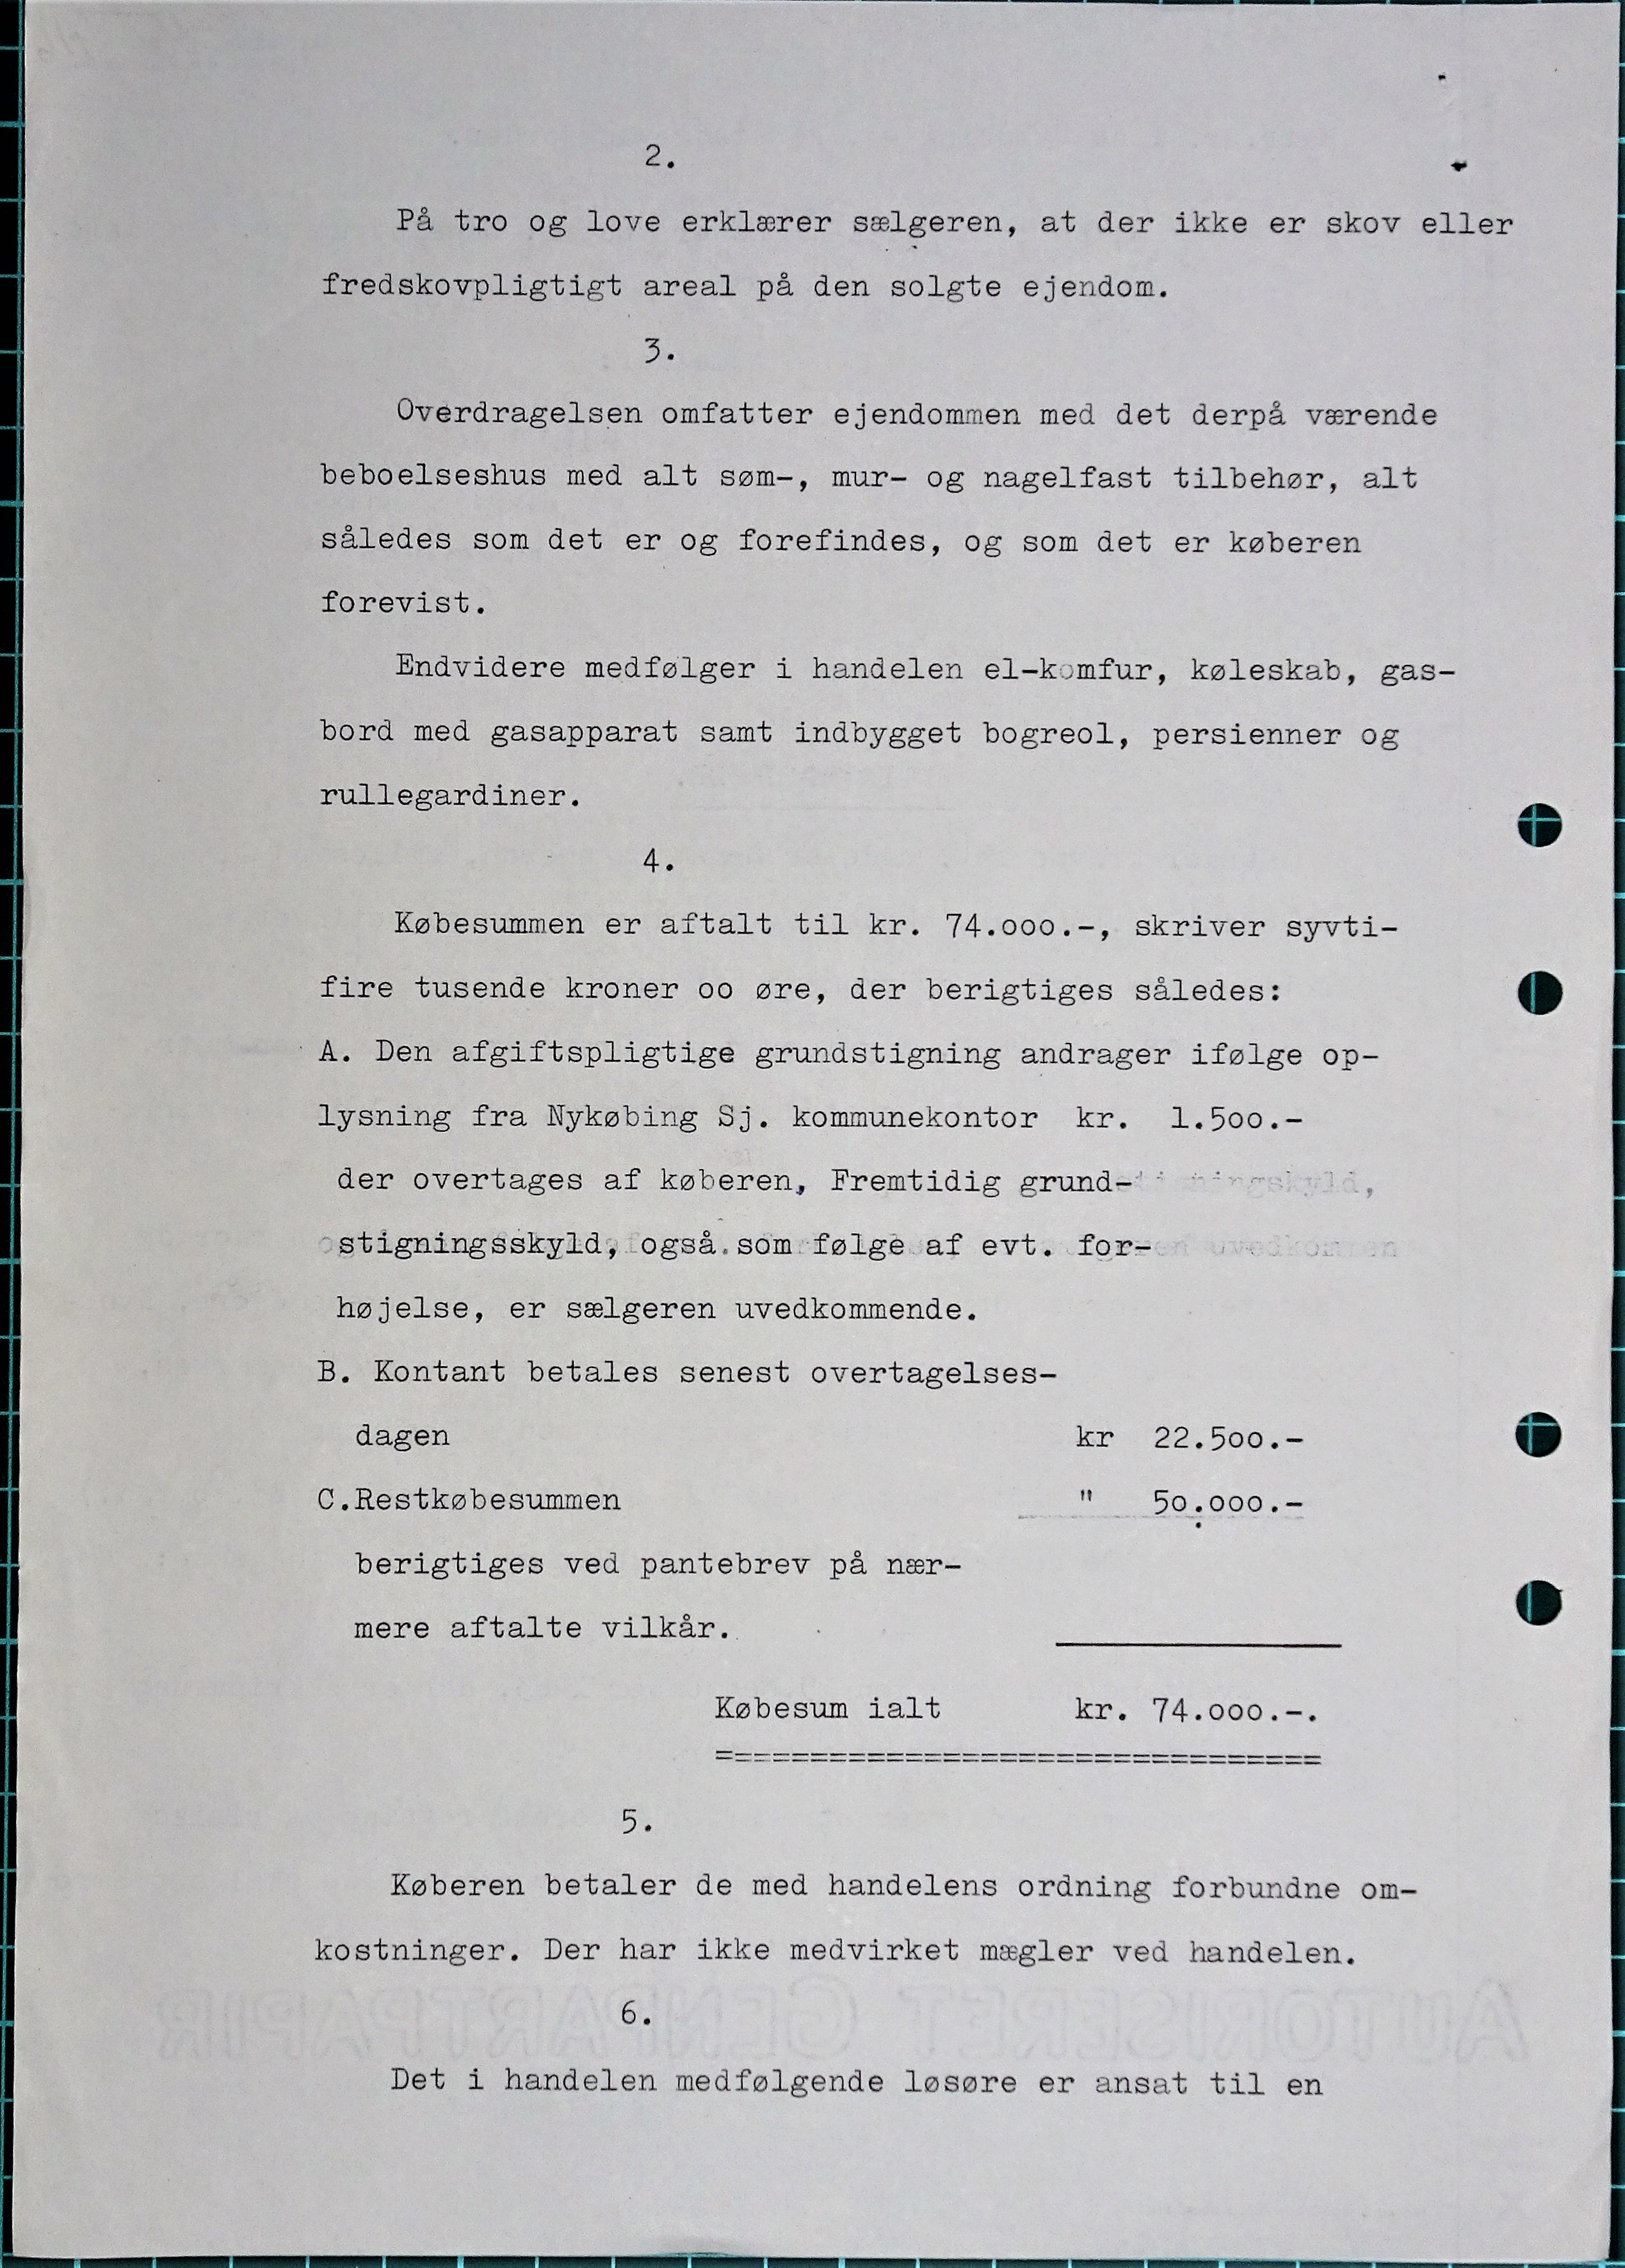 2.
På tro og love erklærer sælgeren, at der ikke er skov eller
fredskovpligtigt areal på den solgte ejendom.
3.
Overdragelsen omfatter ejendommen med det derpå værende
beboelseshus med alt søm-, mur- og nagelfast tilbehør, alt
således som det er og forefindes, og som det er køberen
forevist.
Endvidere medfølger i handelen el-komfur, køleskab, gas-
bord med gasapparat samt indbygget bogreol, persienner og
rullegardiner.
4.
Købesummen er aftalt til kr. 74.ooo.-, skriver syvti-
fire tusende kroner oo øre, der berigtiges således:
A. Den afgiftspligtige grundstigning andrager ifølge op-
lysning fra Nykøbing Sj. kommunekontor kr. 1.5oo.-
der overtages af køberen, Fremtidig grund-
stigningsskyld, også som følge af evt. for-
højelse, er sælgeren uvedkommende.
B. Kontant betales senest overtagelses-
dagen kr 22.5oo.-
C.Restkøbesummen " 5o.ooo.-
berigtiges ved pantebrev på nær-
mere aftalte vilkår.
Købesum ialt kr. 74.ooo.-.
================================
5.
Køberen betaler de med handelens ordning forbundne om-
kostninger. Der har ikke medvirket mægler ved handelen.
6.
AUTORISERET GENPARTPAPIR
Det i handelen medfølgende løsøre er ansat til en